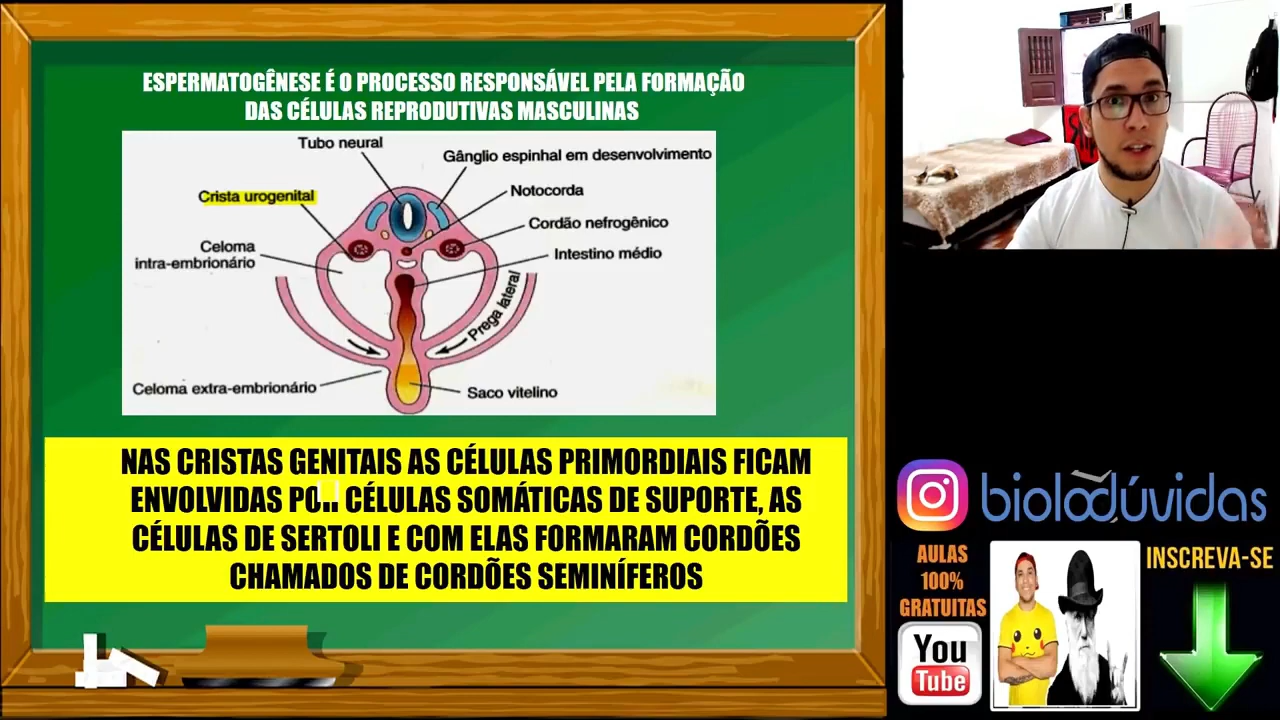 ESPERMATOGÊNESE É O PROCESSO RESPONSÁVEL PELA FORMAÇÃO
DAS CÉLULAS REPRODUTIVAS MASCULINAS
Tubo neural
Gânglio espinhal em desenvolvimento
Crista urogenital
Notocorda
Cordão nefrogênico
Celoma
intra-embrionário
Intestino médio
Prega lateral
Celoma extra-embrionário
Saco vitelino
NAS CRISTAS GENITAIS AS CÉLULAS PRIMORDIAIS FICAM
ENVOLVIDAS CÉLULAS SOMÁTICAS DE SUPORTE, AS
CÉLULAS DE SERTOLI E COM ELAS FORMARAM CORDÕES
CHAMADOS DE CORDÕES SEMINÍFEROS
biolodúvidas
AULAS
100%
GRATUITAS
INSCREVA-SE
You
Tube